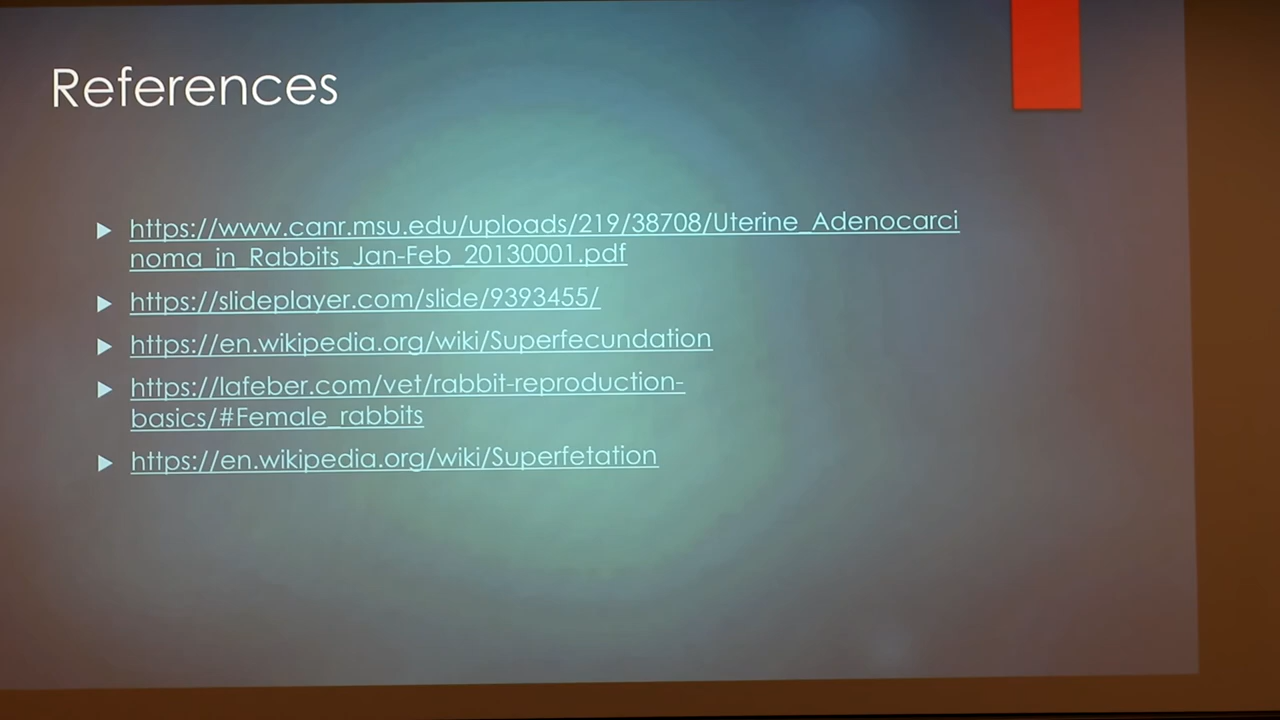 References
https://www.canr.msu.edu/uploads/219/38708/Uterine_Adenocarci
noma_in_Rabbits_Jan-Feb_20130001.pdf
https://slideplayer.com/slide/9393455/
https://en.wikipedia.org/wiki/Superfecundation
https://lafeber.com/vet/rabbit-reproduction-
basics/#Female_rabbits
https://en.wikipedia.org/wiki/Superfetation